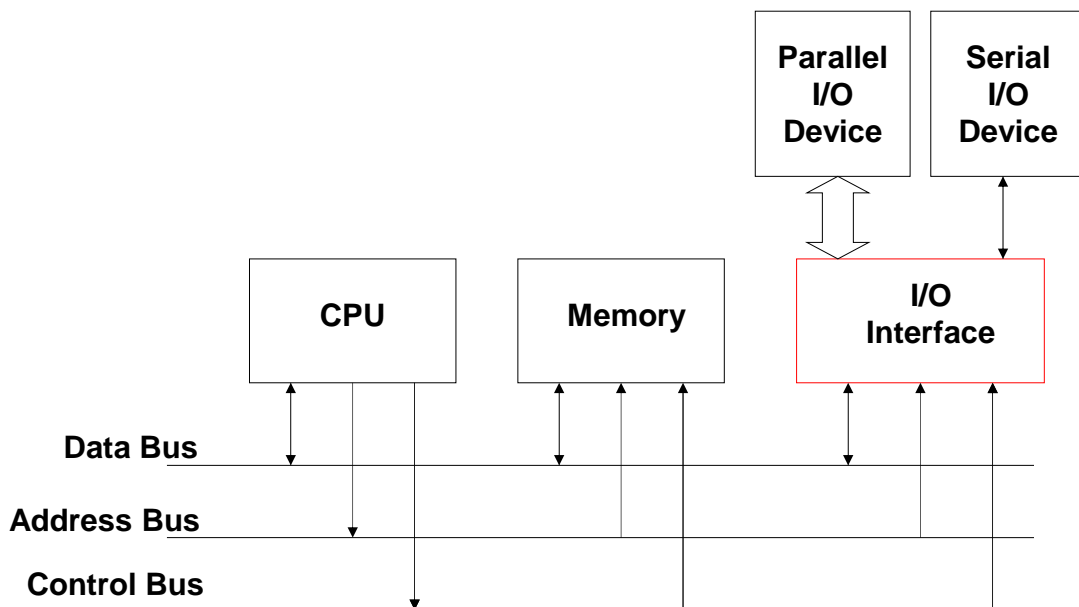 Parallel
I/O
Device
Serial
I/O
Device
CPU
Memory
I/O
Interface
Data Bus
Address Bus
Control Bus